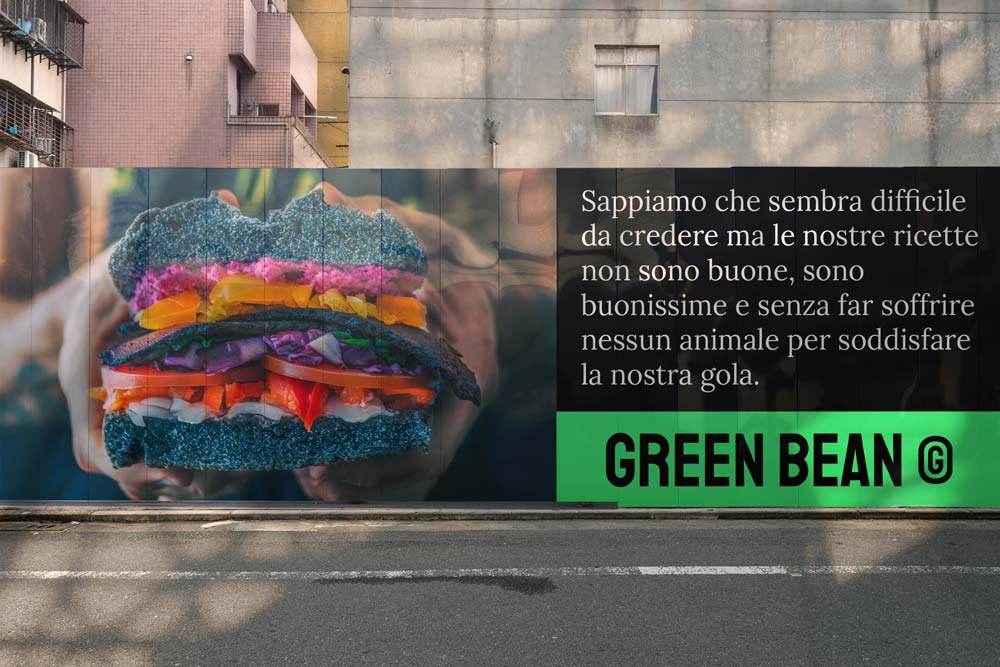 Sappiamo che sembra difficile
da credere ma le nostre ricette
non sono buone, sono
buonissime e senza far soffrire
nessun animale per soddisfare
la nostra gola.
GREEN BEAN G